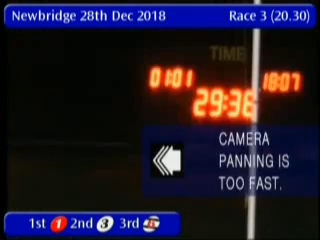 Newbridge 28th Dec 2018 Race 3 (20.30)
TIME
01:01 18:07
29:36
CAMERA
PANNING IS
TOO FAST.
1st 1 2nd 3 3rd